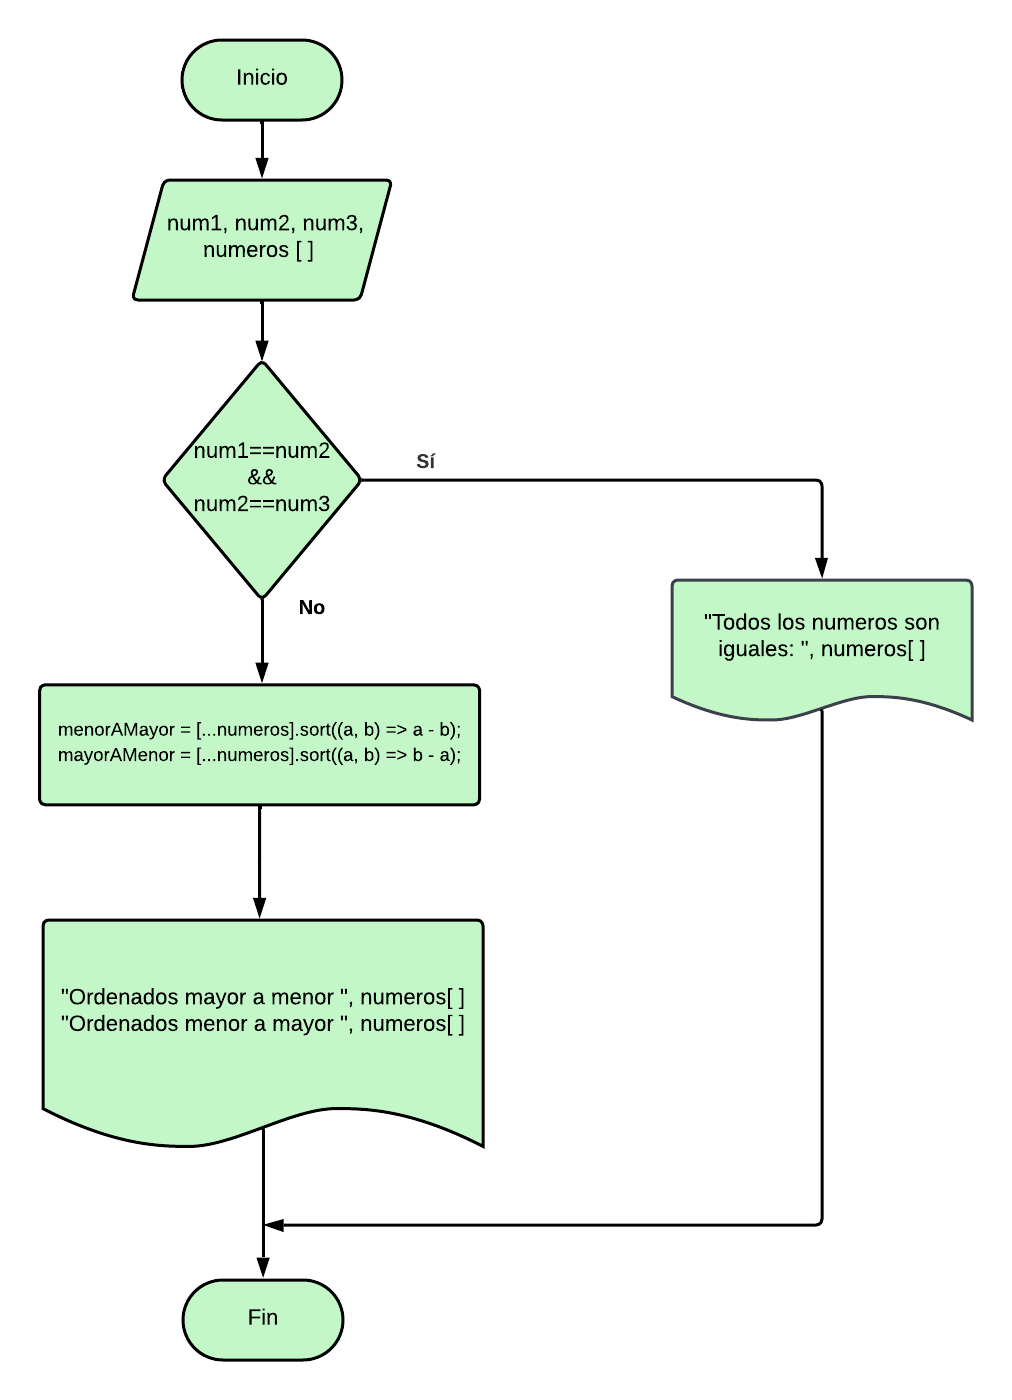 Inicio
num1, num2, num3,
numeros [ ]
num1==num2
&&
num2==num3
Sí
No
"Todos los numeros son
iguales: ", numeros[ ]
menorAMayor = [...numeros].sort((a, b) => a - b);
mayorAMenor = [...numeros].sort((a, b) => b - a);
"Ordenados mayor a menor ", numeros[ ]
"Ordenados menor a mayor ", numeros[ ]
Fin